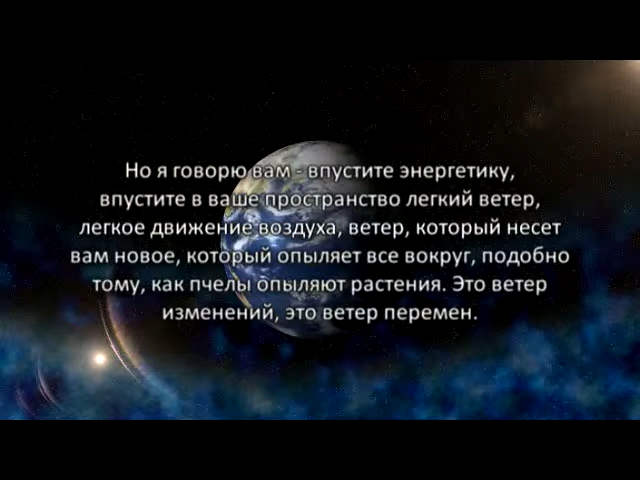 Но я говорю вам - впустите энергетику,
впустите в ваше пространство легкий ветер,
легкое движение воздуха, ветер, который несет
вам новое, который опыляет все вокруг, подобно
тому, как пчелы опыляют растения. Это ветер
изменений, это ветер перемен.